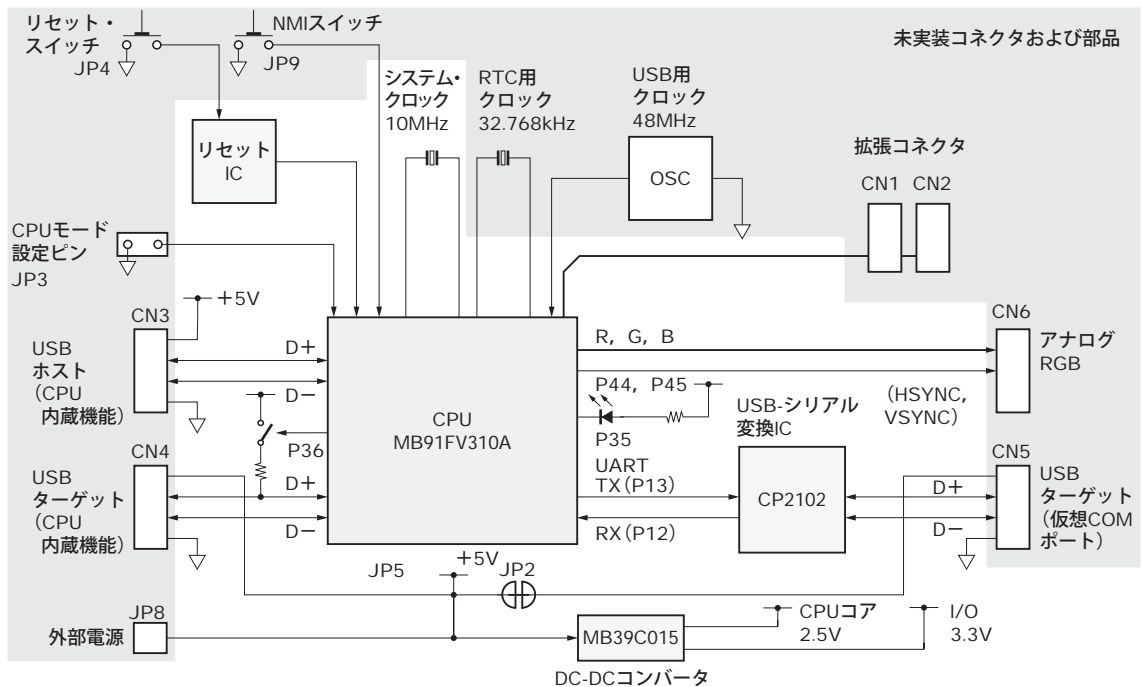 リセット・
スイッチ
JP4
NMIスイッチ
JP9
未実装コネクタおよび部品
システム・
クロック
10MHz
RTC用
クロック
32.768kHz
USB用
クロック
48MHz
リセット
IC
OSC
拡張コネクタ
CN1 CN2
CPUモード
設定ピン
JP3
+5V
CN3
USB
ホスト
(CPU
内蔵機能)
D+
D−
CPU
MB91FV310A
R, G, B
CN6
アナログ
RGB
P44, P45
(HSYNC,
VSYNC)
P35
USB-シリアル
変換IC
P36
CN4
USB
ターゲット
(CPU
内蔵機能)
D+
D−
UART
TX(P13)
RX(P12)
CP2102
CN5
D+
D−
USB
ターゲット
(仮想COM
ポート)
JP5
+5V
JP2
JP8
外部電源
MB39C015
DC-DCコンバータ
CPUコア
2.5V
I/O
3.3V